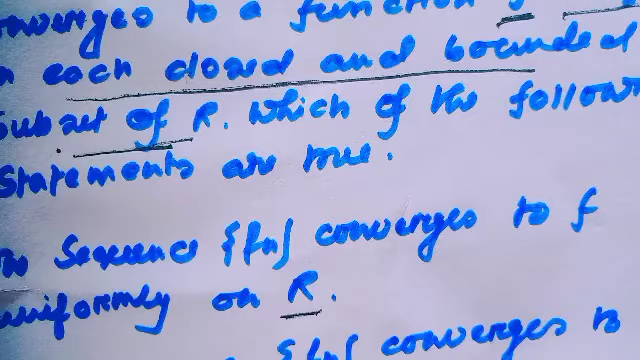 converges to a function
each closed and bounded
subset of R. Which of the follow
Statements are true.
The Sequence {fn} converges to f
uniformly on R.
{fn} converges to